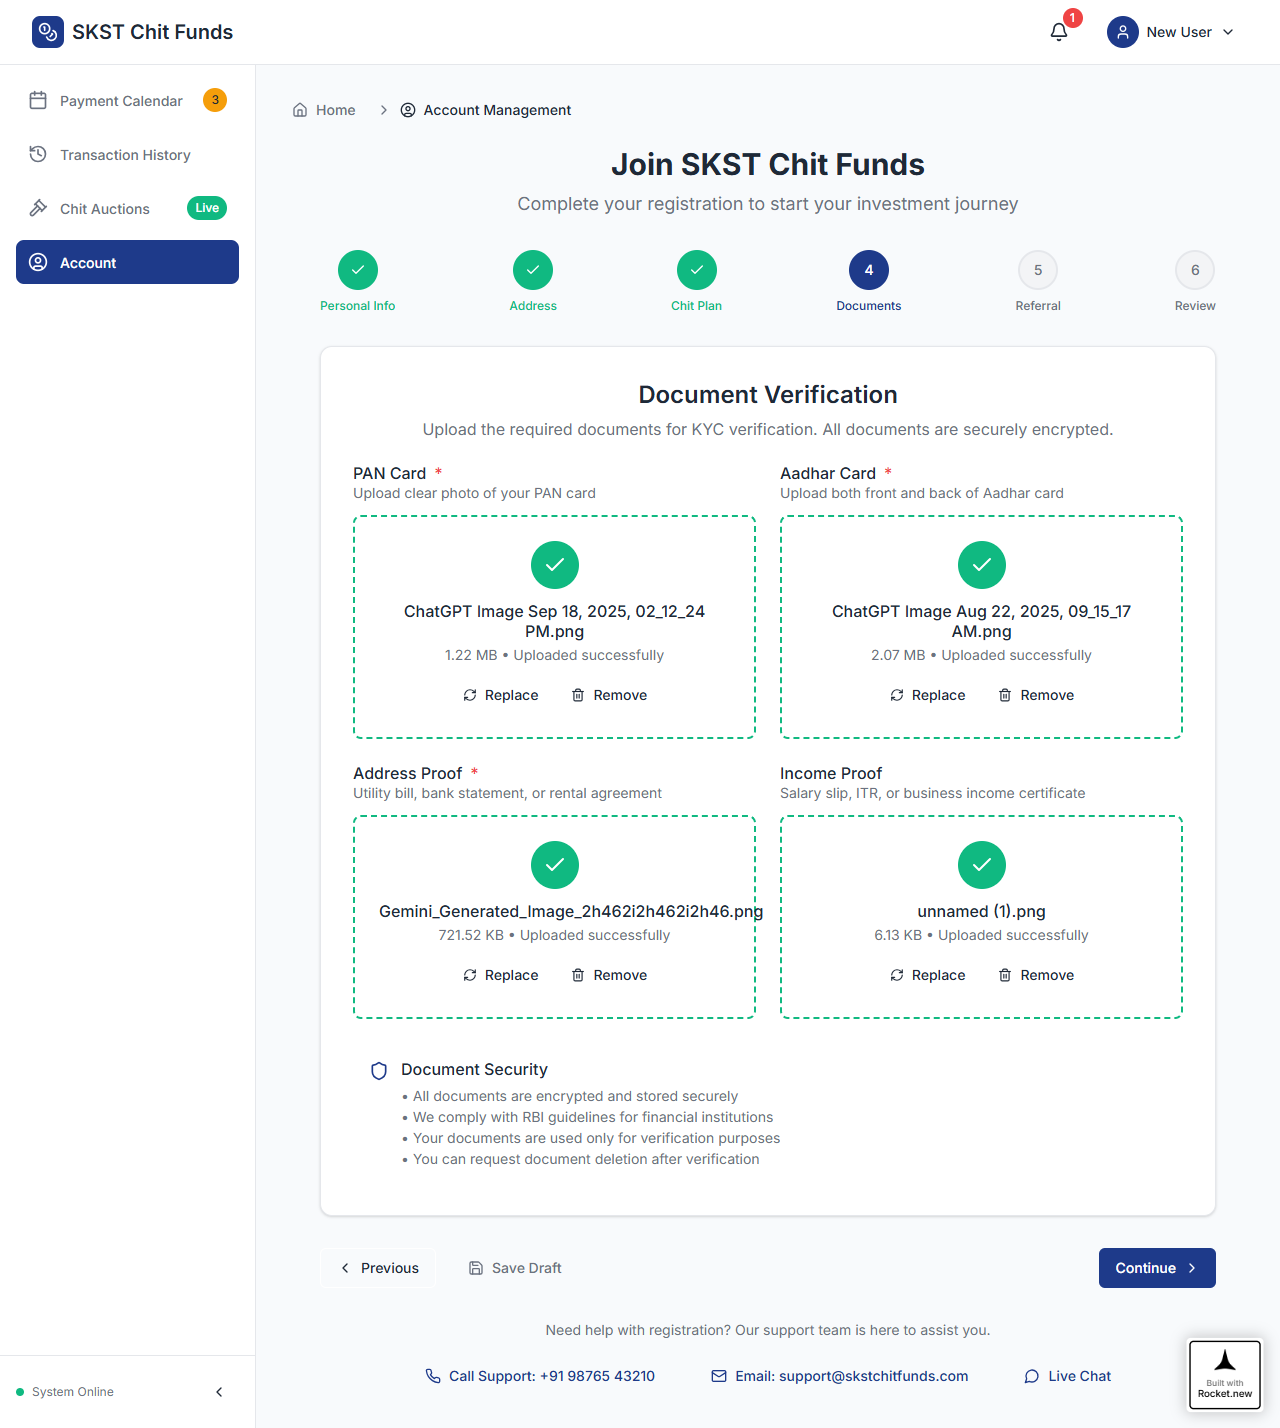 SKST Chit Funds
1
New User
Payment Calendar
3
Transaction History
Chit Auctions
Live
Account
Home
Account Management
Join SKST Chit Funds
Complete your registration to start your investment journey
Personal Info
Address
Chit Plan
4
Documents
5
Referral
6
Review
Document Verification
Upload the required documents for KYC verification. All documents are securely encrypted.
PAN Card *
Upload clear photo of your PAN card
ChatGPT Image Sep 18, 2025, 02_12_24
PM.png
1.22 MB • Uploaded successfully
Replace
Remove
Aadhar Card *
Upload both front and back of Aadhar card
ChatGPT Image Aug 22, 2025, 09_15_17
AM.png
2.07 MB • Uploaded successfully
Replace
Remove
Address Proof *
Utility bill, bank statement, or rental agreement
Gemini_Generated_Image_2h462i2h462i2h46.png
721.52 KB • Uploaded successfully
Replace
Remove
Income Proof
Salary slip, ITR, or business income certificate
unnamed (1).png
6.13 KB • Uploaded successfully
Replace
Remove
Document Security
• All documents are encrypted and stored securely
• We comply with RBI guidelines for financial institutions
• Your documents are used only for verification purposes
• You can request document deletion after verification
Previous
Save Draft
Continue
Need help with registration? Our support team is here to assist you.
Call Support: +91 98765 43210
Email: support@skstchitfunds.com
Live Chat
System Online
Built with
Rocket.new